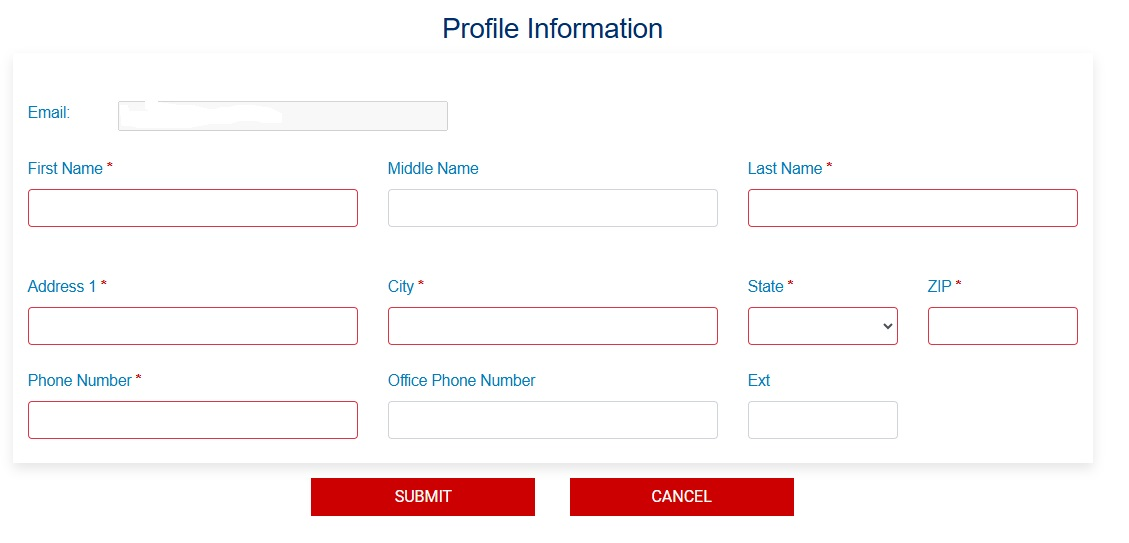 Profile Information
Email:
First Name * Middle Name Last Name *
Address 1 * City * State * ZIP *
Phone Number * Office Phone Number Ext
SUBMIT CANCEL